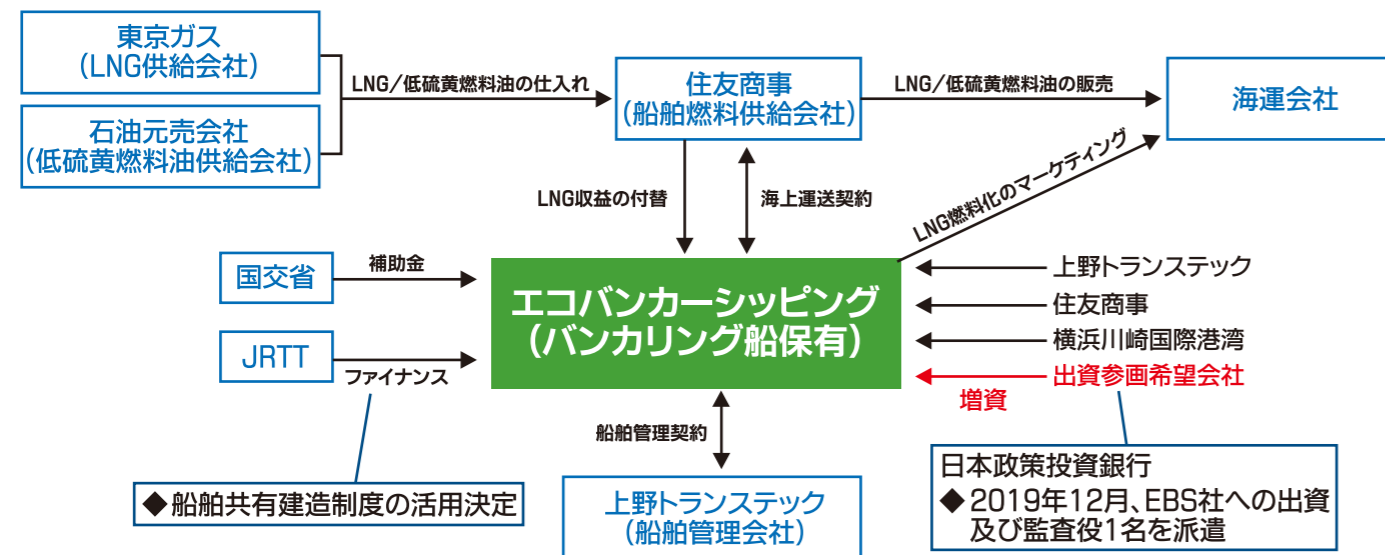 東京ガス
（LNG供給会社）
石油元売会社
（低硫黄燃料油供給会社）
LNG/低硫黄燃料油の仕入れ
住友商事
（船舶燃料供給会社）
LNG/低硫黄燃料油の販売
海運会社
LNG収益の付替
海上運送契約
LNG燃料化のマーケティング
国交省
補助金
JRTT
ファイナンス
エコバンカーシッピング
（バンカリング船保有）
上野トランステック
住友商事
横浜川崎国際港湾
出資参画希望会社
増資
船舶管理契約
◆船舶共有建造制度の活用決定
上野トランステック
（船舶管理会社）
日本政策投資銀行
◆2019年12月、EBS社への出資
及び監査役1名を派遣